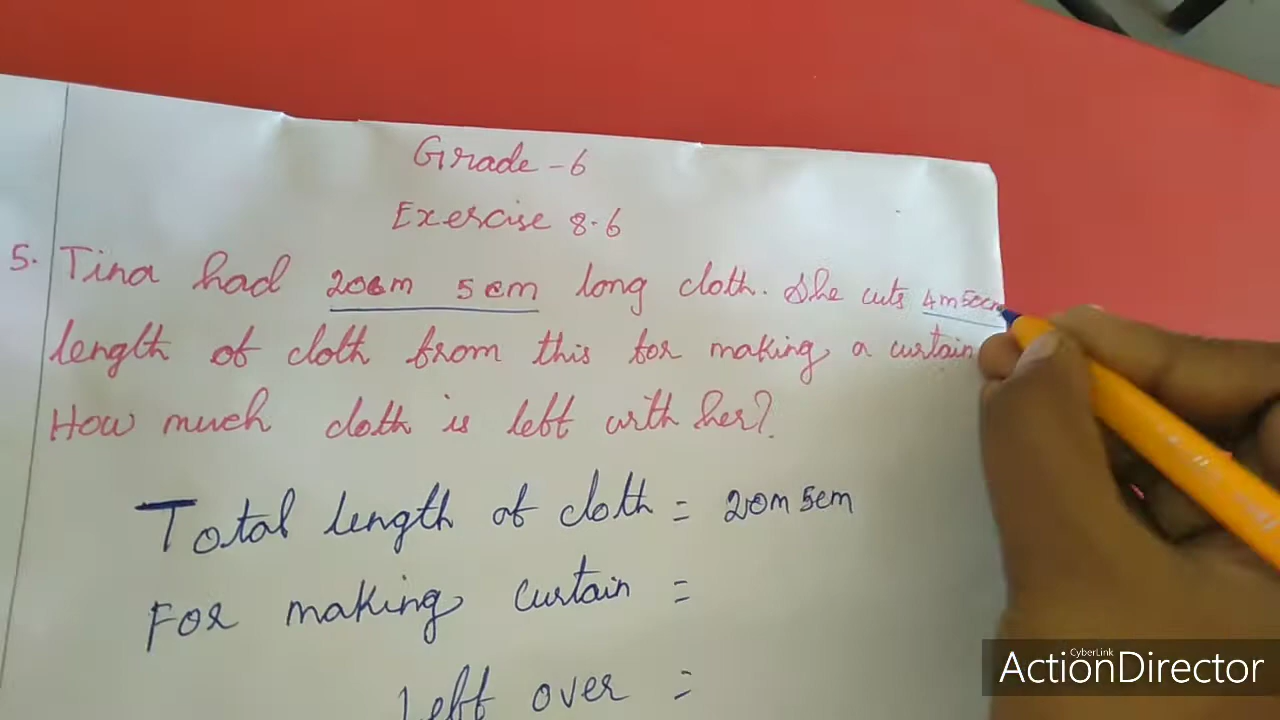 Grade - 6
Exercise 8.6
5. Tina had 20m 5cm long cloth. She cuts 4m50cm
length of cloth from this for making a curtain
How much cloth is left with her?
Total length of cloth = 20m 5cm
For making curtain =
Left over =
CyberLink
ActionDirector